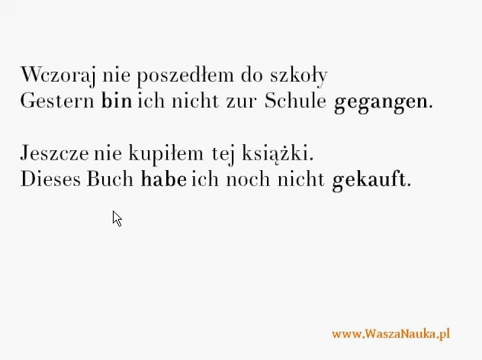 Wczoraj nie poszedłem do szkoły
Gestern bin ich nicht zur Schule gegangen.
Jeszcze nie kupiłem tej książki.
Dieses Buch habe ich noch nicht gekauft.
www.WaszaNauka.pl